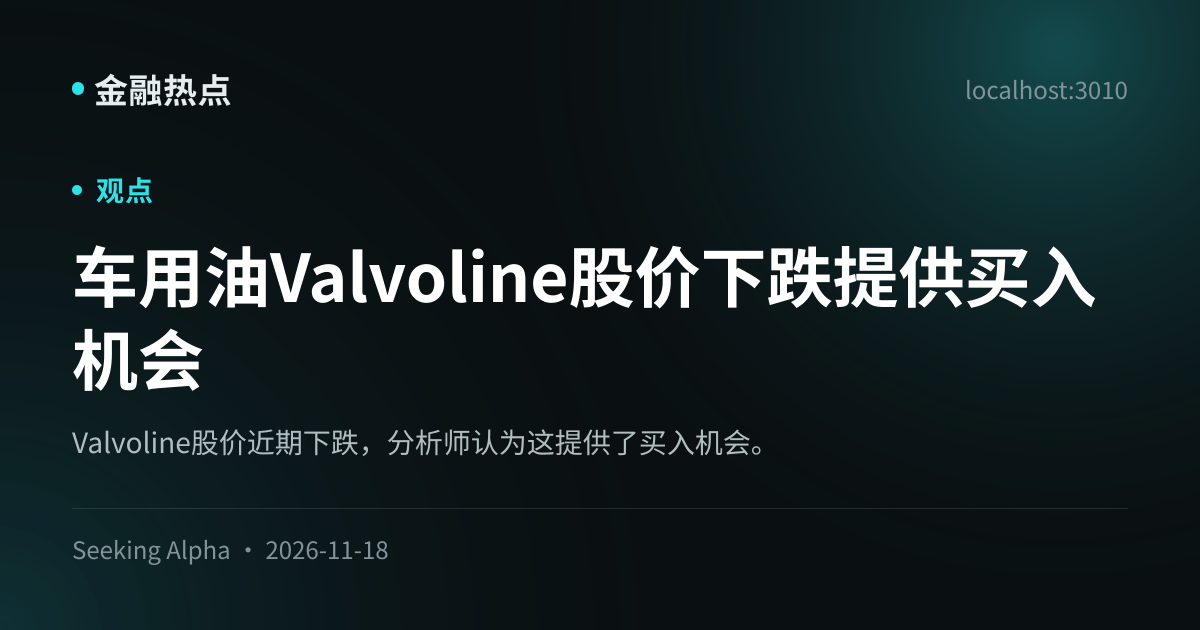 金融热点
localhost:3010
观点
车用油Valvoline股价下跌提供买入
机会
Valvoline股价近期下跌，分析师认为这提供了买入机会。
Seeking Alpha · 2026-11-18